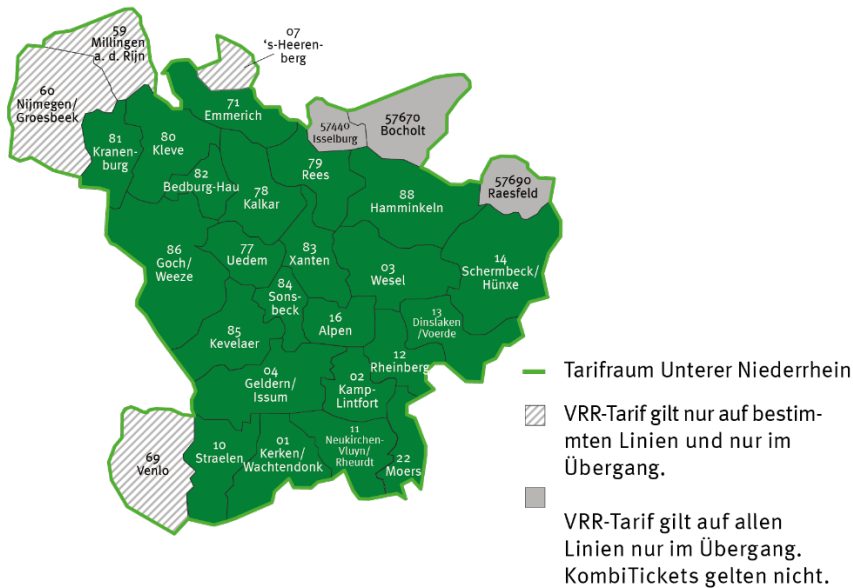 59
Millingen
a. d. Rijn
07
's-Heeren-
berg
60
Nijmegen/
Groesbeek
71
Emmerich
57440
Isselburg
57670
Bocholt
81
Kranen-
burg
80
Kleve
82
Bedburg-Hau
79
Rees
57690
Raesfeld
78
Kalkar
88
Hamminkeln
86
Goch/
Weeze
77
Uedem
83
Xanten
03
Wesel
14
Schermbeck/
Hünxe
84
Sons-
beck
16
Alpen
13
Dinslaken
/Voerde
85
Kevelaer
12
Rheinberg
04
Geldern/
Issum
02
Kamp-
Lintfort
69
Venlo
10
Straelen
01
Kerken/
Wachtendonk
11
Neukirchen-
Vluyn/
Rheurdt
22
Moers
Tarifraum Unterer Niederrhein
VRR-Tarif gilt nur auf bestim-
mten Linien und nur im
Übergang.
VRR-Tarif gilt auf allen
Linien nur im Übergang.
KombiTickets gelten nicht.